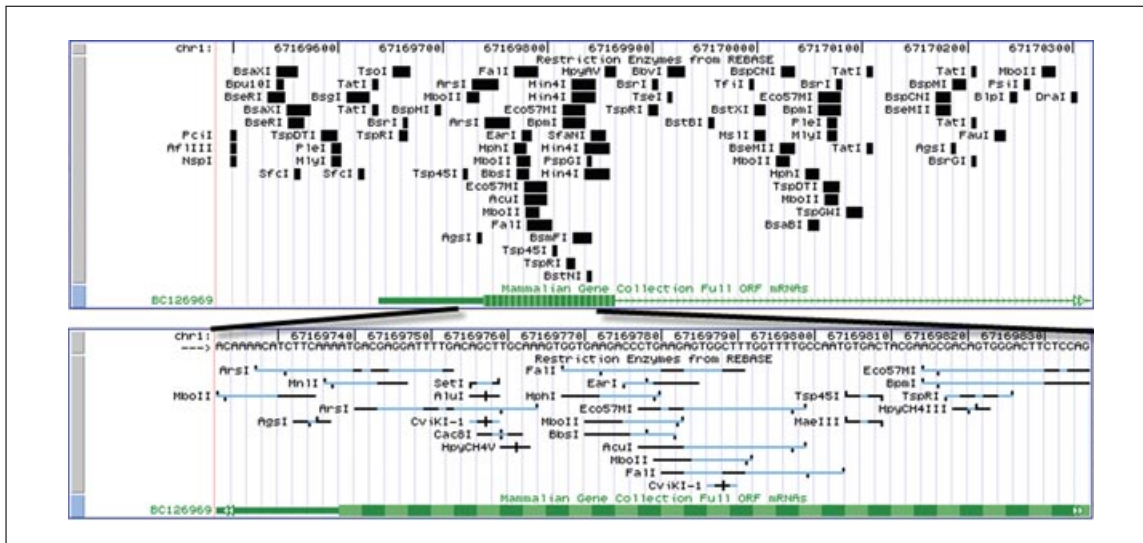 chr1: 67169600 67169700 67169800 67169900 67170000 67170100 67170200 67170300
Restriction Enzymes from REBASE
BsaXI TsoI FalI HpyAV BbvI BspCNI TatI MboII
Bpu10I TatI ArsI Hin4I BsrI TfiI BsrI BspMI PsiI
BseRI BsgI MboII Hin4I TseI Eco57MI BspCNI BlpI DraI
BsaXI TatI BspMI Eco57MI TspRI BstXI BpmI BseMII
BseRI BsrI ArsI BpmI BstBI PleI TatI
PciI TspDTI TspRI EarI SfaNI MslI MlyI FauI
AflIII PleI HphI Hin4I BseMII TatI AgsI
NspI MlyI MboII PspGI MboII BsrGI
SfcI SfcI Tsp45I BbsI Hin4I HphI
Eco57MI TspDTI
AcuI MboII
MboII TspGWI
FalI BsaBI
AgsI BsmFI
Tsp45I
TspRI
BstNI
Mammalian Gene Collection Full ORF mRNAs
BC126969
chr1: 67169740 67169750 67169760 67169770 67169780 67169790 67169800 67169810 67169820 67169830
---> ACAAAACATCTTCAAAATGACGAGGATTTTGACAGCTTGCAAAGTGGTGAAGACCCTGAAGAGTGGCTTTGGTTTTGCCAATGTGACTACGAAGCGACAGTGGGACTTCTCCAG
Restriction Enzymes from REBASE
ArsI FalI Eco57MI
MnlI SetI EarI BpmI
MboII AluI HphI Tsp45I TspRI
ArsI Eco57MI HpyCH4III
AgsI CviKI-1 MboII MaeIII
Cac8I BbsI
HpyCH4V AcuI
MboII
FalI
CviKI-1
Mammalian Gene Collection Full ORF mRNAs
BC126969